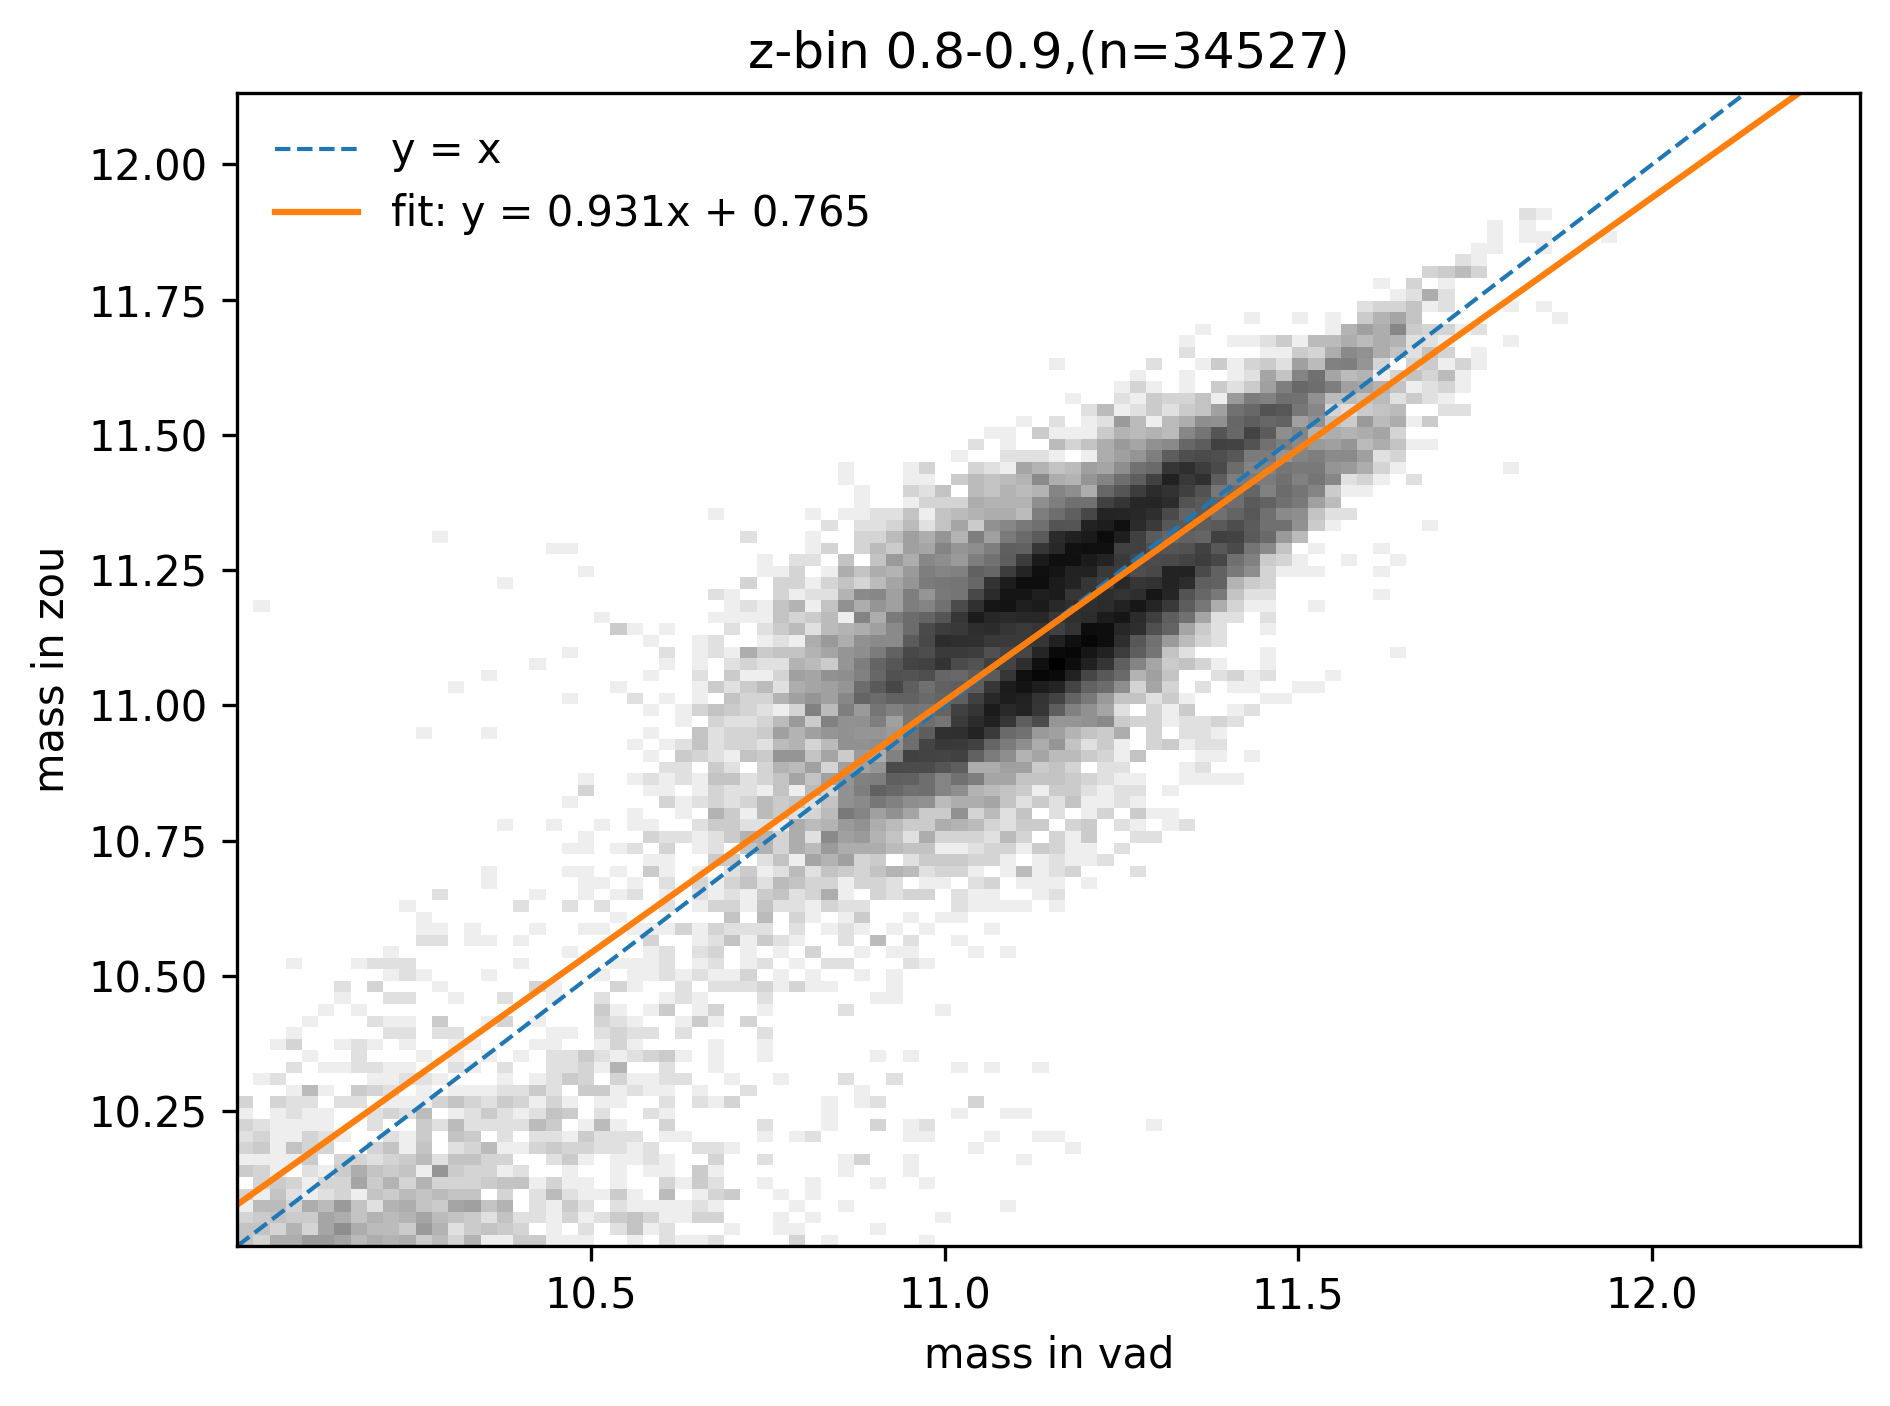 z-bin 0.8-0.9,(n=34527)
y = x
fit: y = 0.931x + 0.765
12.00
11.75
11.50
11.25
11.00
10.75
10.50
10.25
mass in zou
10.5
11.0
11.5
12.0
mass in vad